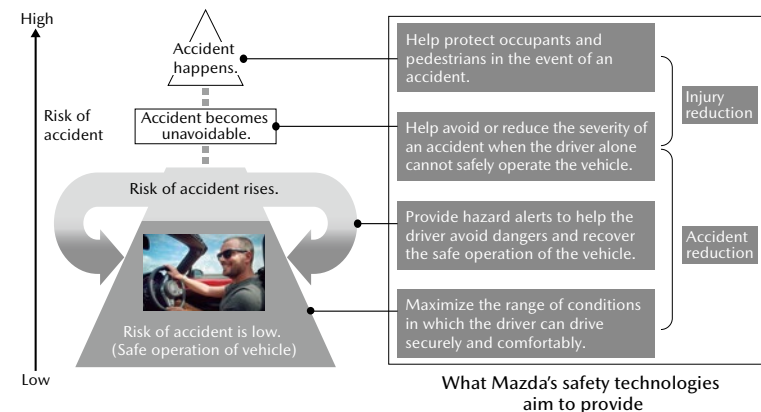 High
Accident
happens.
Accident becomes
unavoidable.
Risk of
accident
Risk of accident rises.
Risk of accident is low.
(Safe operation of vehicle)
Low
Help protect occupants and
pedestrians in the event of an
accident.
Help avoid or reduce the severity of
an accident when the driver alone
cannot safely operate the vehicle.
Provide hazard alerts to help the
driver avoid dangers and recover
the safe operation of the vehicle.
Maximize the range of conditions
in which the driver can drive
securely and comfortably.
Injury
reduction
Accident
reduction
What Mazda’s safety technologies
aim to provide